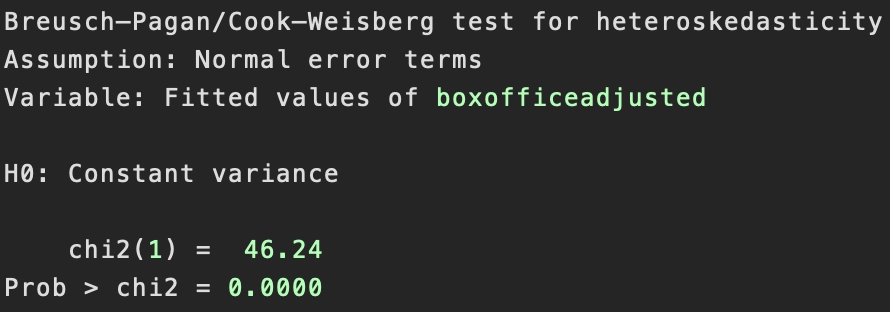 Breusch–Pagan/Cook–Weisberg test for heteroskedasticity
Assumption: Normal error terms
Variable: Fitted values of boxofficeadjusted
H0: Constant variance
chi2(1) =  46.24
Prob > chi2 = 0.0000